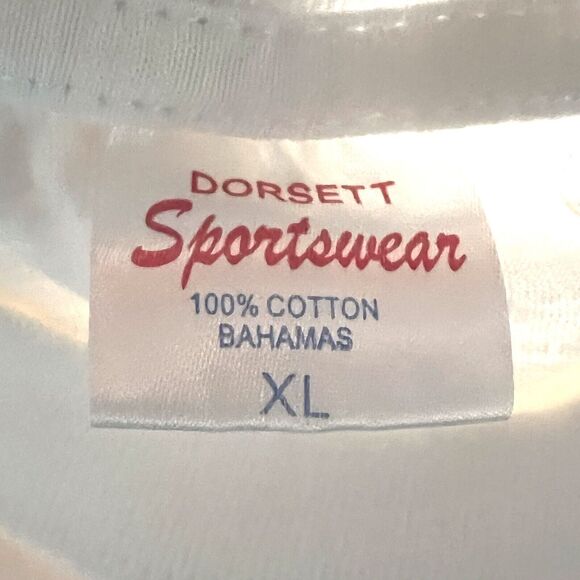 DORSETT
Sportswear
100% COTTON
BAHAMAS
XL